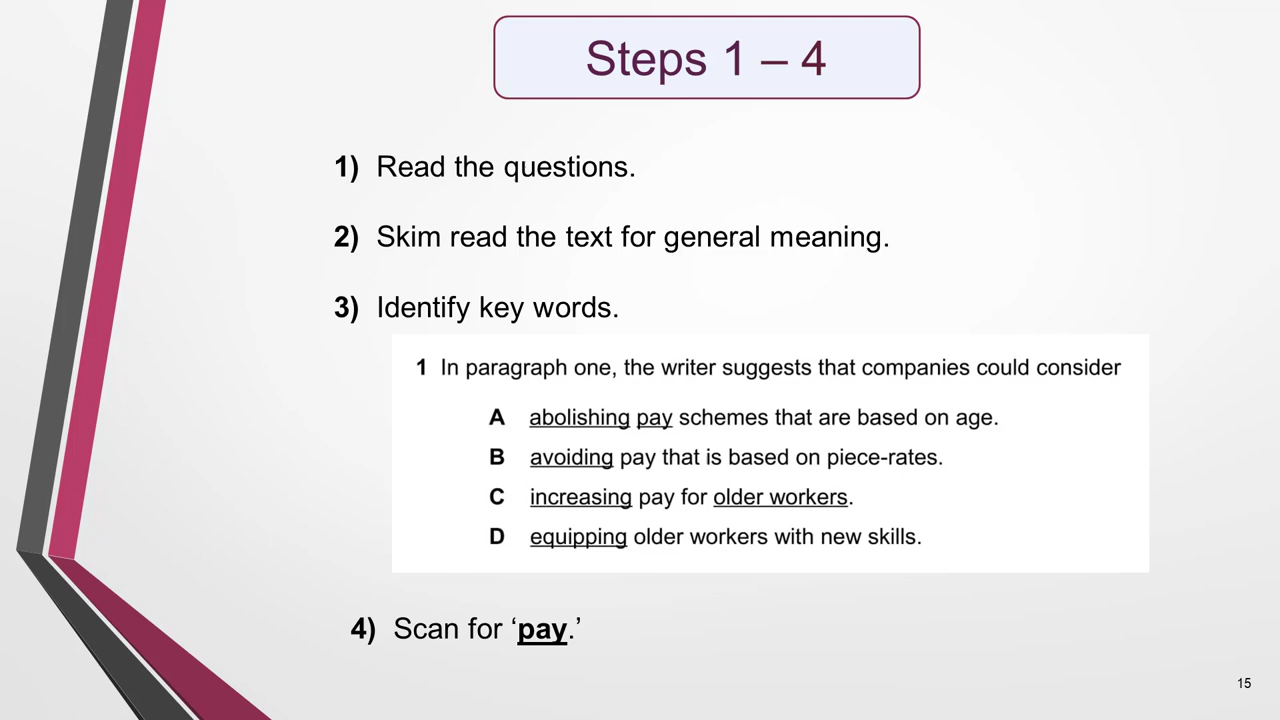 Steps 1 – 4
1) Read the questions.
2) Skim read the text for general meaning.
3) Identify key words.
1 In paragraph one, the writer suggests that companies could consider
A abolishing pay schemes that are based on age.
B avoiding pay that is based on piece-rates.
C increasing pay for older workers.
D equipping older workers with new skills.
4) Scan for ‘pay.’
15